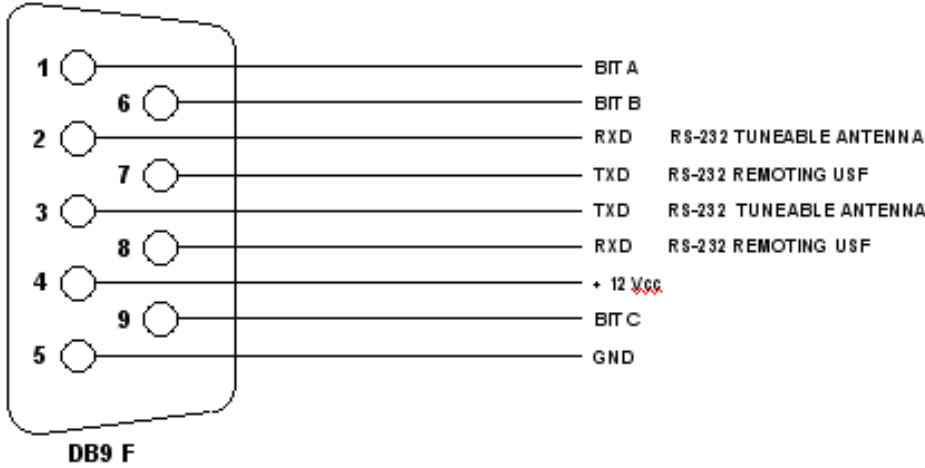 1 BIT A
6 BIT B
2 RXD RS-232 TUNEABLE ANTENNA
7 TXD RS-232 REMOTING USF
3 TXD RS-232 TUNEABLE ANTENNA
8 RXD RS-232 REMOTING USF
4 + 12 Vcc
9 BIT C
5 GND
DB9 F